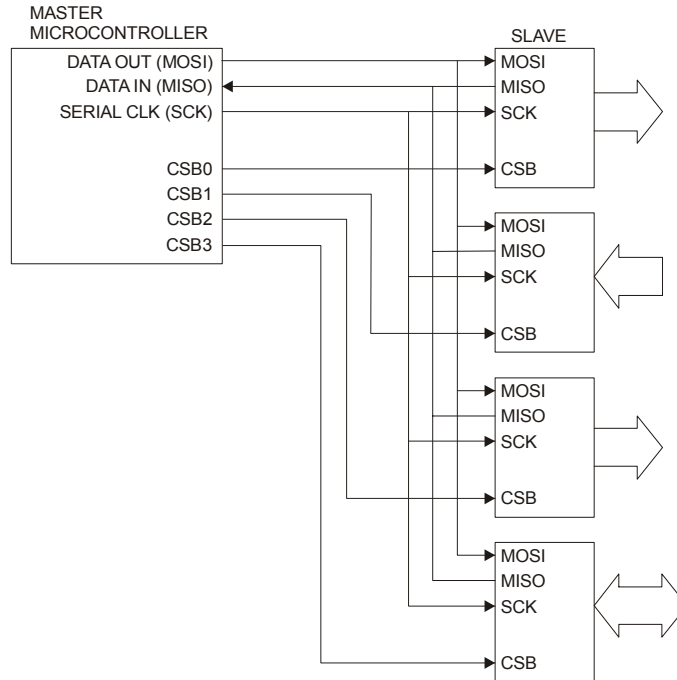 MASTER
MICROCONTROLLER
DATA OUT (MOSI)
DATA IN (MISO)
SERIAL CLK (SCK)
CSB0
CSB1
CSB2
CSB3
SLAVE
MOSI
MISO
SCK
CSB
MOSI
MISO
SCK
CSB
MOSI
MISO
SCK
CSB
MOSI
MISO
SCK
CSB